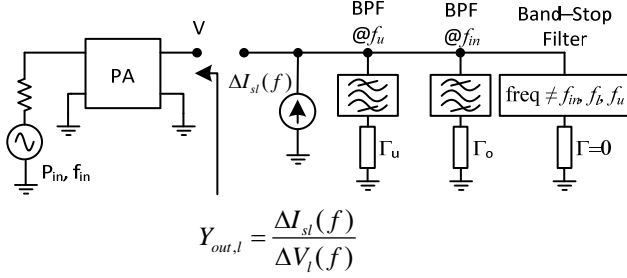 BPF
@f_u
BPF
@f_in
Band–Stop
Filter
V
PA
ΔI_sl(f)
freq ≠ f_in, f_l, f_u
Γ_u
Γ_o
Γ=0
P_in, f_in
Y_out,l = ΔI_sl(f) / ΔV_l(f)